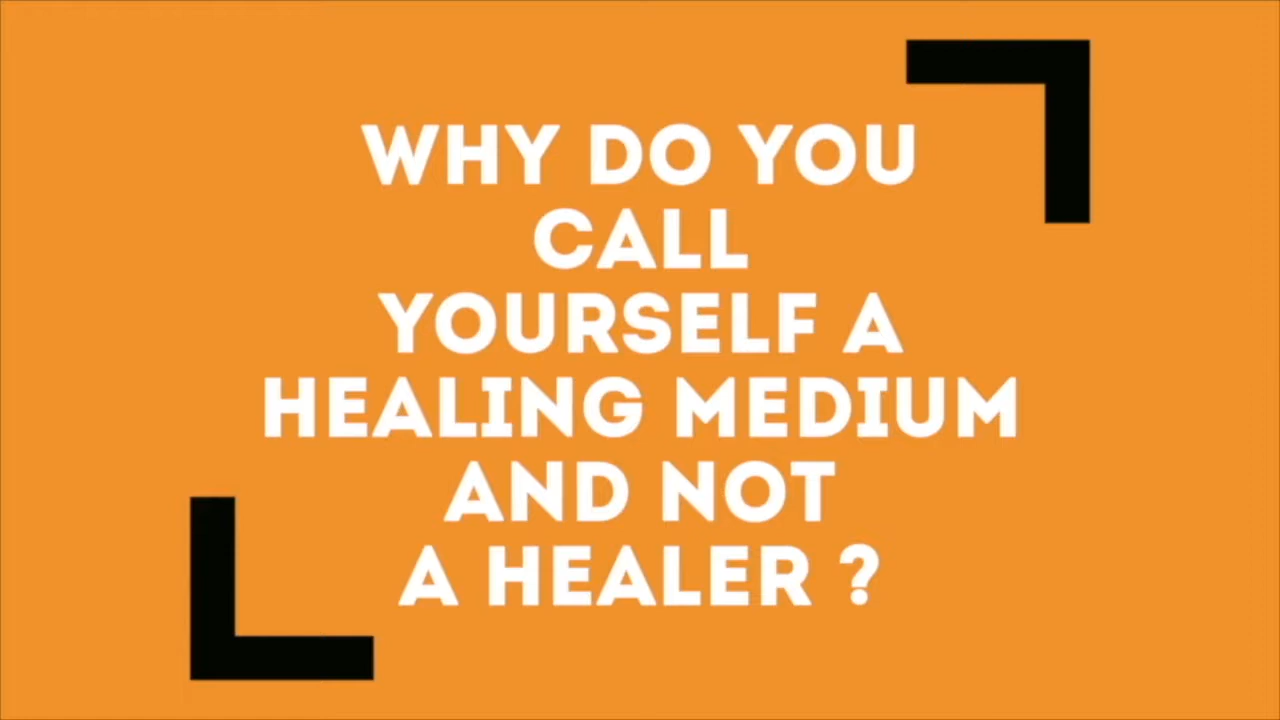 WHY DO YOU
CALL
YOURSELF A
HEALING MEDIUM
AND NOT
A HEALER ?